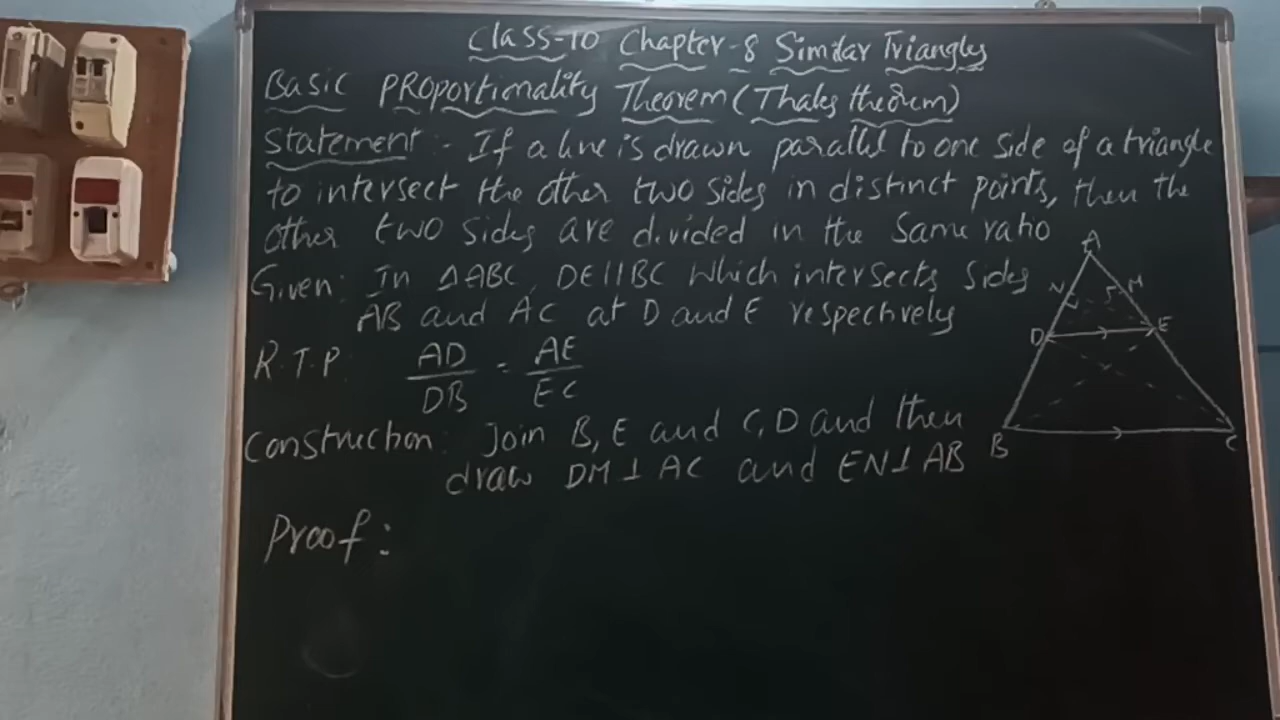 Class-10 Chapter-8 Similar Triangles
Basic PROPORTIONALITY Theorem (Thales theorem)
Statement :- If a line is drawn parallel to one side of a triangle
to intersect the other two sides in distinct points, then the
other two sides are divided in the same ratio
Given: In ΔABC, DE||BC which intersects sides
AB and AC at D and E respectively
R.T.P: AD/DB = AE/EC
Construction: Join B, E and C, D and then
draw DM⊥AC and EN⊥AB
Proof:
A
N M
D E
B C